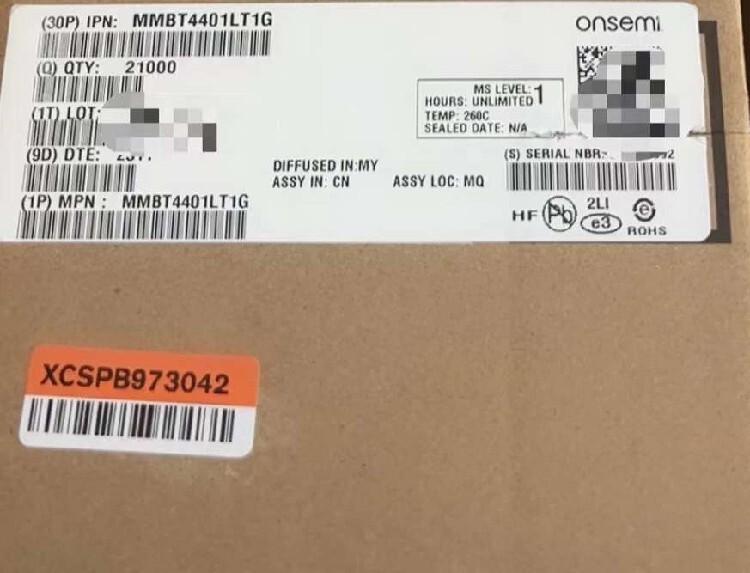 (30P) IPN: MMBT4401LT1G
onsemi
(Q) QTY: 21000
MS LEVEL: 1
HOURS: UNLIMITED
TEMP: 260C
SEALED DATE: N/A
(1T) LOT:
(9D) DTE:
(S) SERIAL NBR:
DIFFUSED IN:MY
ASSY IN: CN ASSY LOC: MQ
(1P) MPN : MMBT4401LT1G
HF Pb 2LI e3 e
ROHS
XCSPB973042